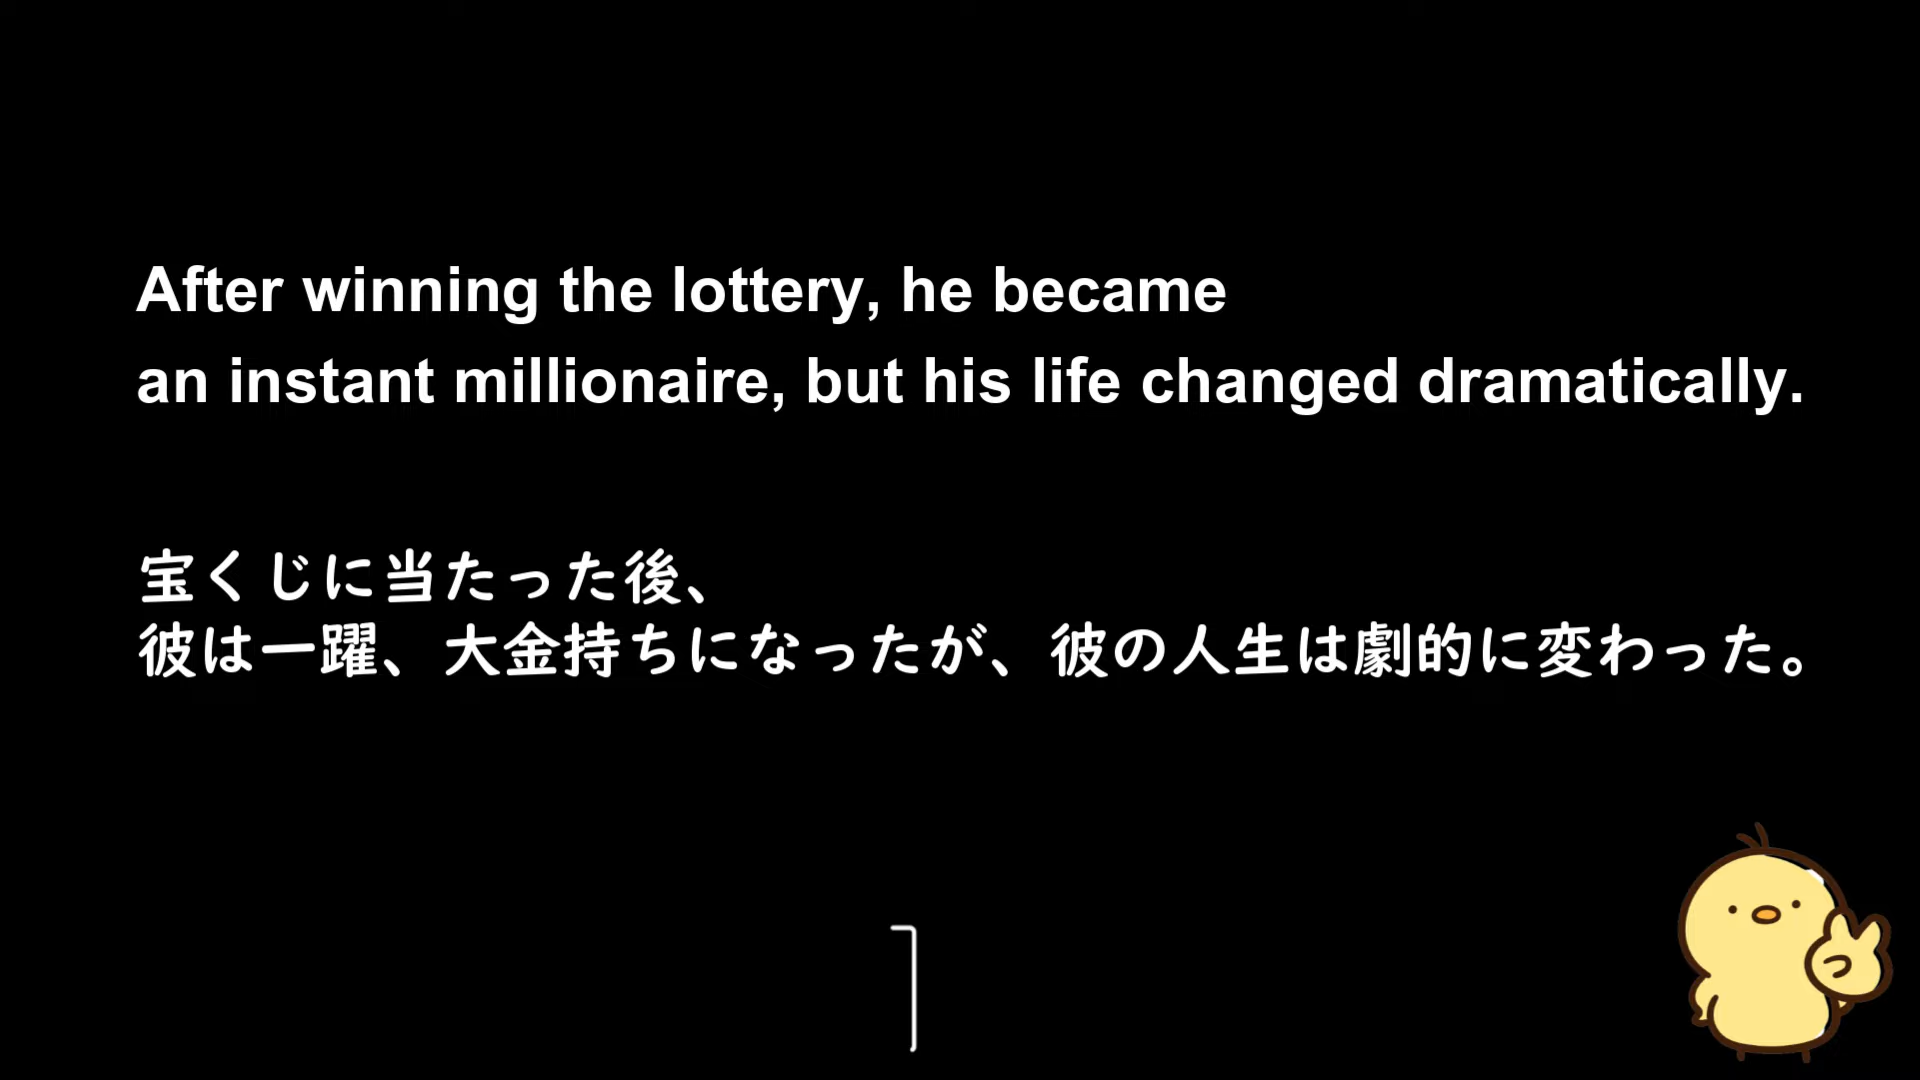 After winning the lottery, he became
an instant millionaire, but his life changed dramatically.
宝くじに当たった後、
彼は一躍、大金持ちになったが、彼の人生は劇的に変わった。
1